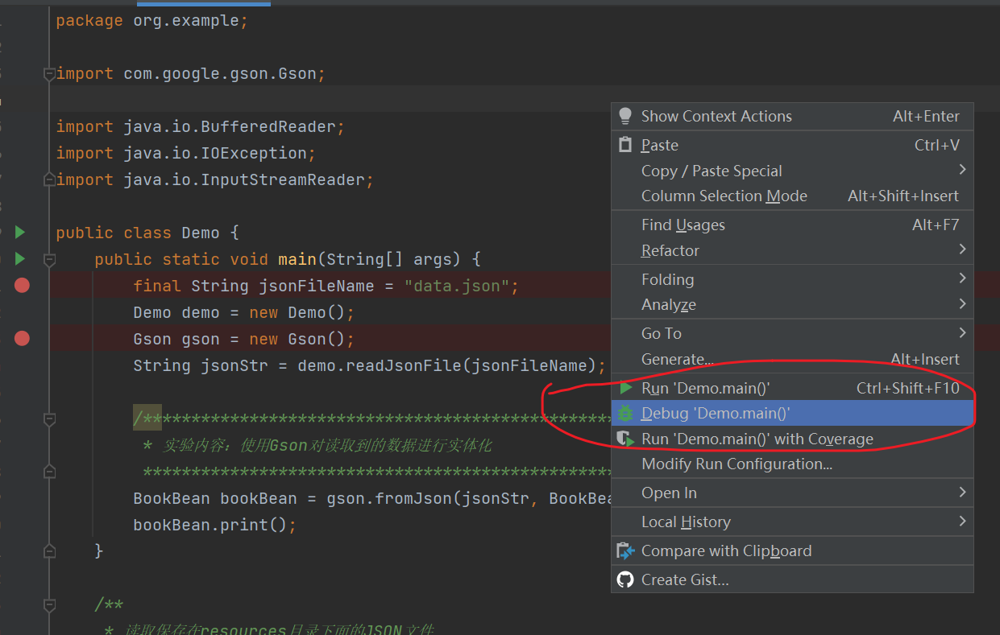 package org.example;
import com.google.gson.Gson;
import java.io.BufferedReader;
import java.io.IOException;
import java.io.InputStreamReader;
public class Demo {
public static void main(String[] args) {
final String jsonFileName = "data.json";
Demo demo = new Demo();
Gson gson = new Gson();
String jsonStr = demo.readJsonFile(jsonFileName);
/*************************************************
* 实验内容：使用Gson对读取到的数据进行实体化
*************************************************
BookBean bookBean = gson.fromJson(jsonStr, BookBea
bookBean.print();
}
/**
* 读取保存在resources目录下面的JSON文件
Show Context Actions Alt+Enter
Paste Ctrl+V
Copy / Paste Special
Column Selection Mode Alt+Shift+Insert
Find Usages Alt+F7
Refactor
Folding
Analyze
Go To
Generate... Alt+Insert
Run 'Demo.main()' Ctrl+Shift+F10
Debug 'Demo.main()'
Run 'Demo.main()' with Coverage
Modify Run Configuration...
Open In
Local History
Compare with Clipboard
Create Gist...